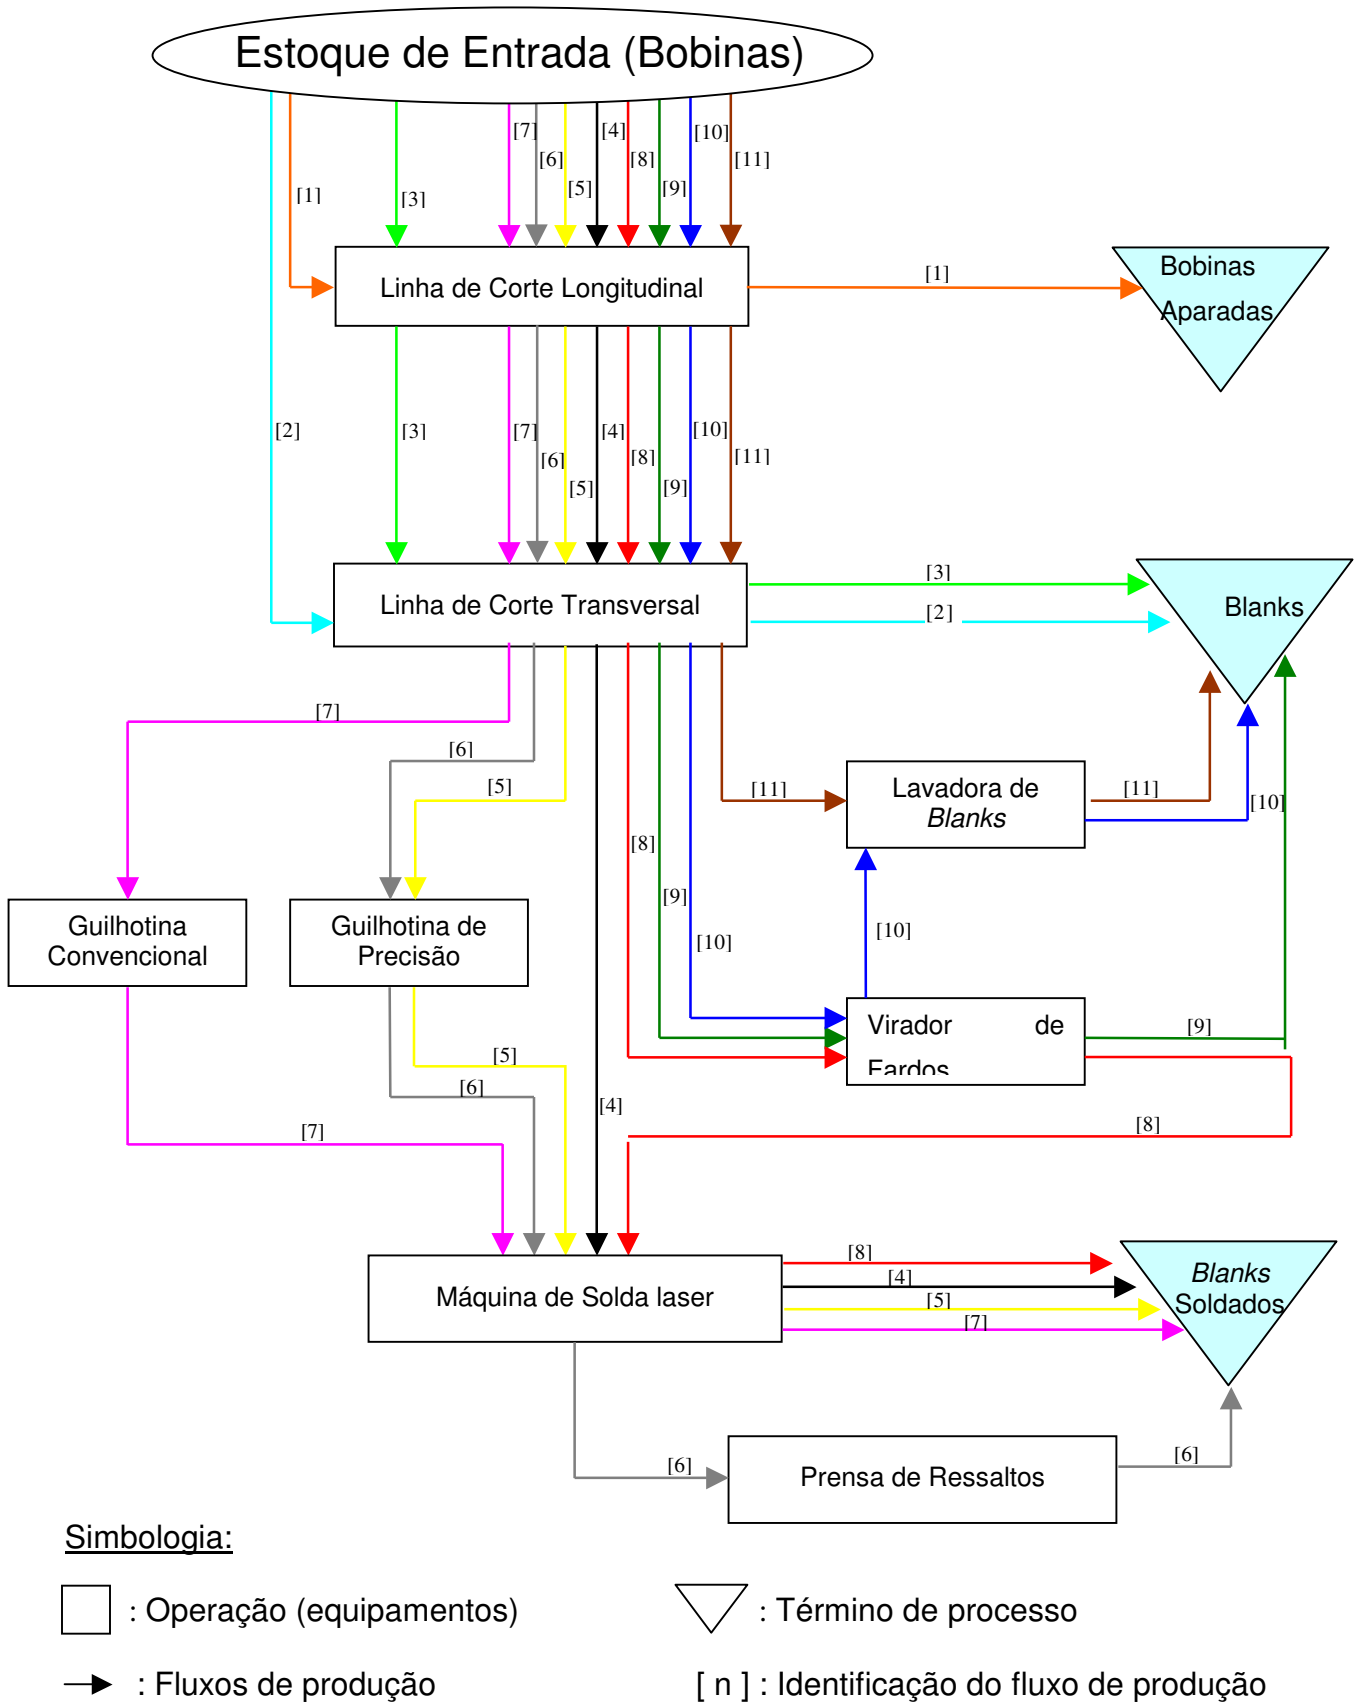 Estoque de Entrada (Bobinas)
[7]
[4]
[10]
[6]
[8]
[11]
[5]
[9]
[1]
[3]
Linha de Corte Longitudinal
[1]
Bobinas
Aparadas
[2]
[3]
[7]
[4]
[10]
[6]
[8]
[11]
[5]
[9]
Linha de Corte Transversal
[3]
[2]
Blanks
[7]
[6]
[5]
[11]
Lavadora de
Blanks
[11]
[10]
[8]
[9]
[10]
[10]
Guilhotina
Convencional
Guilhotina de
Precisão
Virador de
Fardos
[9]
[5]
[6]
[4]
[7]
[8]
Máquina de Solda laser
[8]
[4]
[5]
[7]
Blanks
Soldados
[6]
Prensa de Ressaltos
[6]
Simbologia:
: Operação (equipamentos)
: Término de processo
: Fluxos de produção
[ n ] : Identificação do fluxo de produção